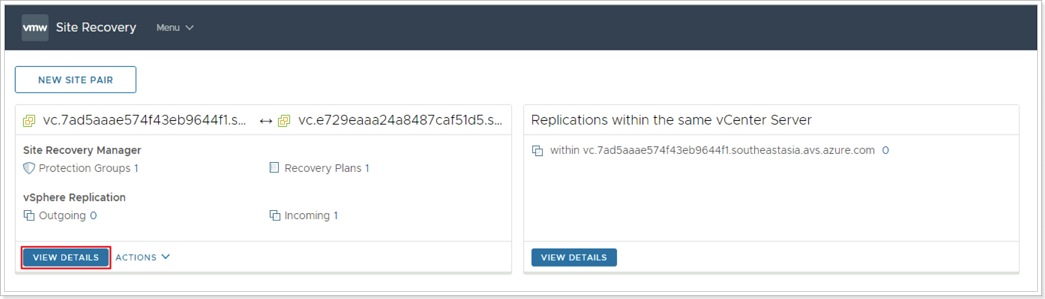 vmw Site Recovery Menu
NEW SITE PAIR
vc.7ad5aaae574f43eb9644f1.s... ↔ vc.e729eaaa24a8487caf51d5.s...
Site Recovery Manager
Protection Groups 1 Recovery Plans 1
vSphere Replication
Outgoing 0 Incoming 1
VIEW DETAILS ACTIONS
Replications within the same vCenter Server
within vc.7ad5aaae574f43eb9644f1.southeastasia.avs.azure.com 0
VIEW DETAILS